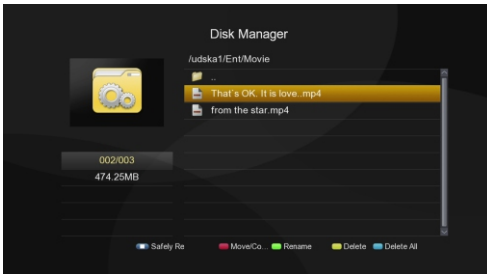 Disk Manager
/udska1/Ent/Movie
..
That's OK. It is love..mp4
from the star.mp4
002/003
474.25MB
Safely Re Move/Co... Rename Delete Delete All